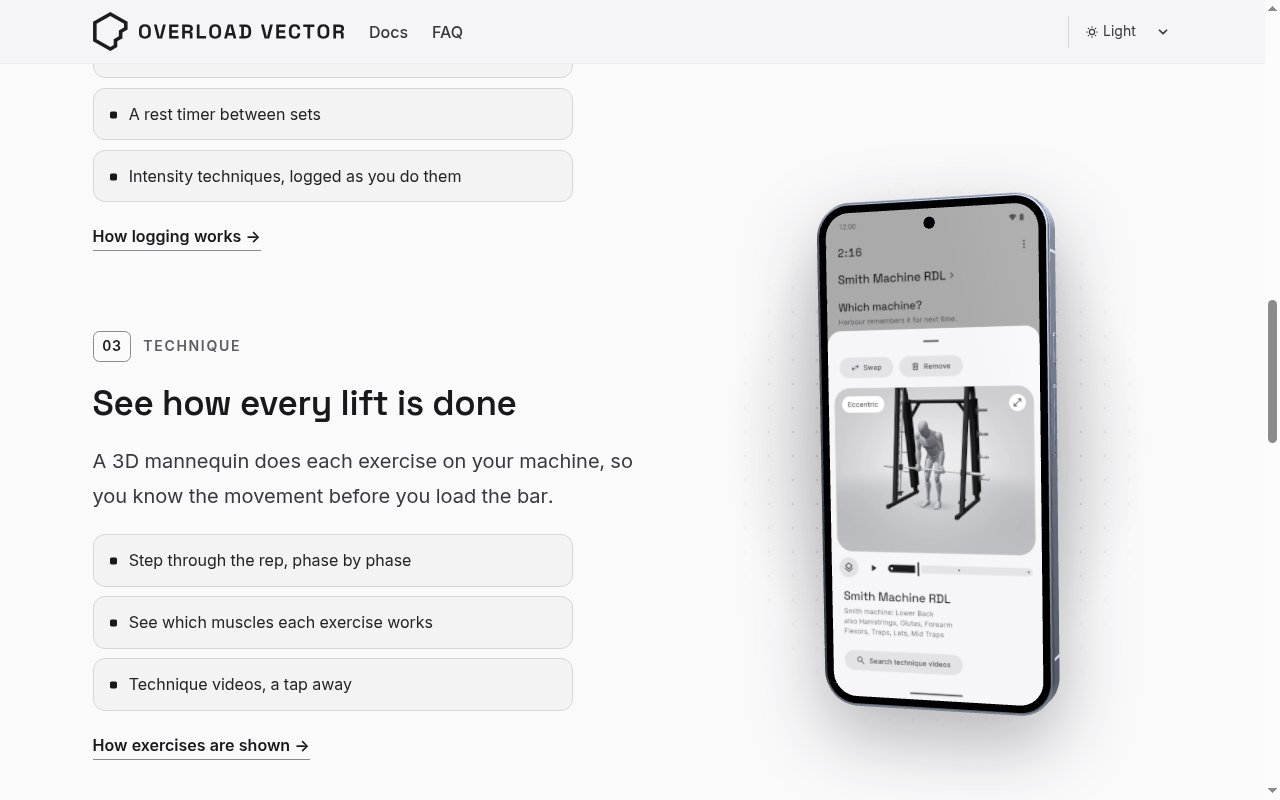 OVERLOAD VECTOR
Docs
FAQ
Light
A rest timer between sets
Intensity techniques, logged as you do them
How logging works →
03
TECHNIQUE
See how every lift is done
A 3D mannequin does each exercise on your machine, so
you know the movement before you load the bar.
Step through the rep, phase by phase
See which muscles each exercise works
Technique videos, a tap away
How exercises are shown →
12:00
2:16
Smith Machine RDL ›
Which machine?
Harbour remembers it for next time.
Swap
Remove
Eccentric
Smith Machine RDL
Smith machine: Lower Back
also Hamstrings, Glutes, Forearm
Flexors, Traps, Lats, Mid Traps
Search technique videos